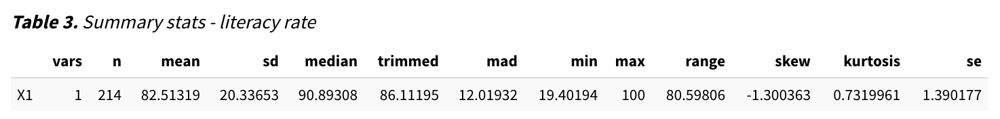 Table 3. Summary stats - literacy rate
vars n mean sd median trimmed mad min max range skew kurtosis se
X1 1 214 82.51319 20.33653 90.89308 86.11195 12.01932 19.40194 100 80.59806 -1.300363 0.7319961 1.390177